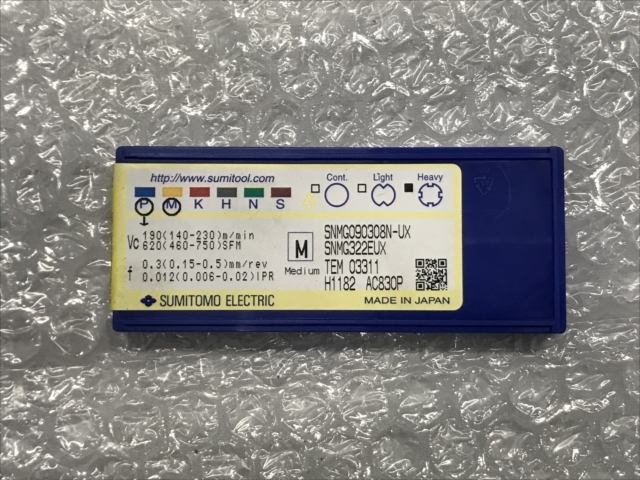 http://www.sumitool.com
Cont. Light Heavy
P M K H N S
Vc 190(140-230)m/min
620(460-750)SFM
f 0.3(0.15-0.5)mm/rev
0.012(0.006-0.02)IPR
M
Medium
SNMG090308N-UX
SNMG322EUX
TEM 03311
H1182 AC830P
SUMITOMO ELECTRIC
MADE IN JAPAN